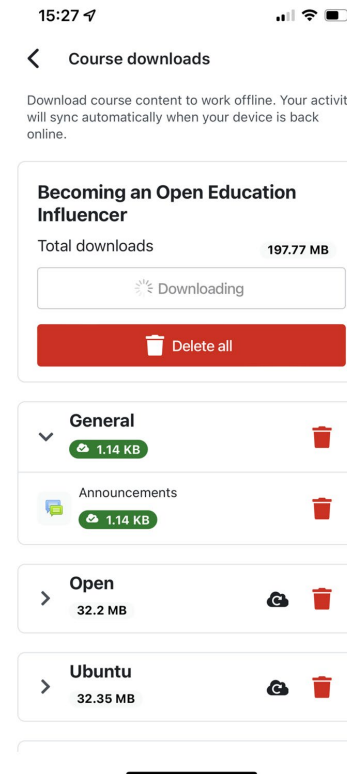 15:27
Course downloads
Download course content to work offline. Your activit
will sync automatically when your device is back
online.
Becoming an Open Education
Influencer
Total downloads
197.77 MB
Downloading
Delete all
General
1.14 KB
Announcements
1.14 KB
Open
32.2 MB
Ubuntu
32.35 MB